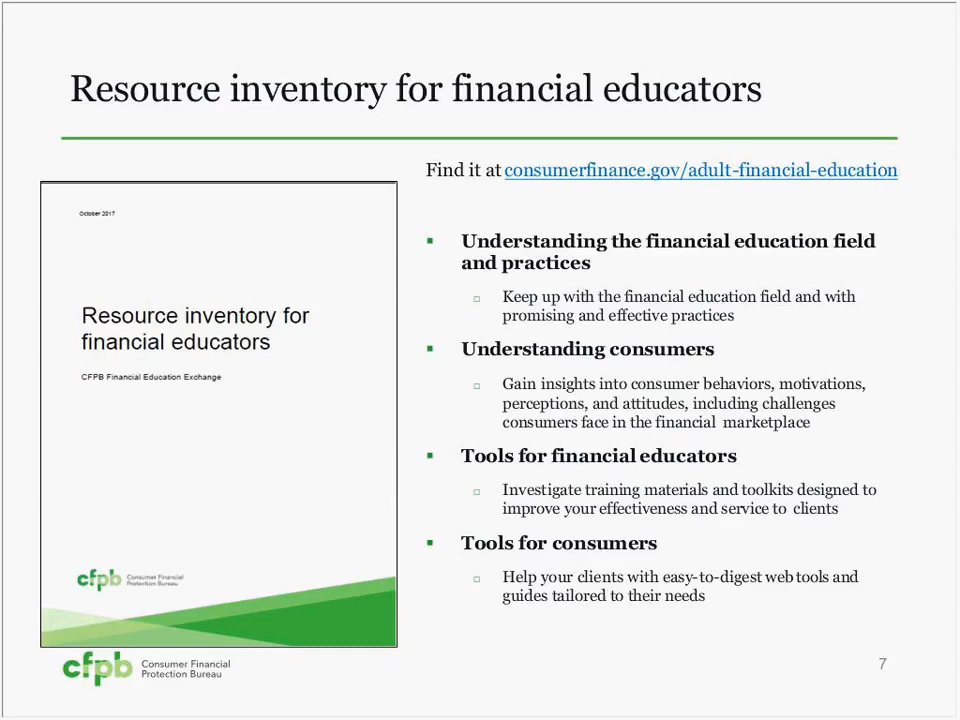 Resource inventory for financial educators
Find it at consumerfinance.gov/adult-financial-education
October 2017
Resource inventory for
financial educators
CFPB Financial Education Exchange
cfpb Consumer Financial
Protection Bureau
▪ Understanding the financial education field
and practices
□ Keep up with the financial education field and with
promising and effective practices
▪ Understanding consumers
□ Gain insights into consumer behaviors, motivations,
perceptions, and attitudes, including challenges
consumers face in the financial marketplace
▪ Tools for financial educators
□ Investigate training materials and toolkits designed to
improve your effectiveness and service to clients
▪ Tools for consumers
□ Help your clients with easy-to-digest web tools and
guides tailored to their needs
cfpb Consumer Financial
Protection Bureau
7